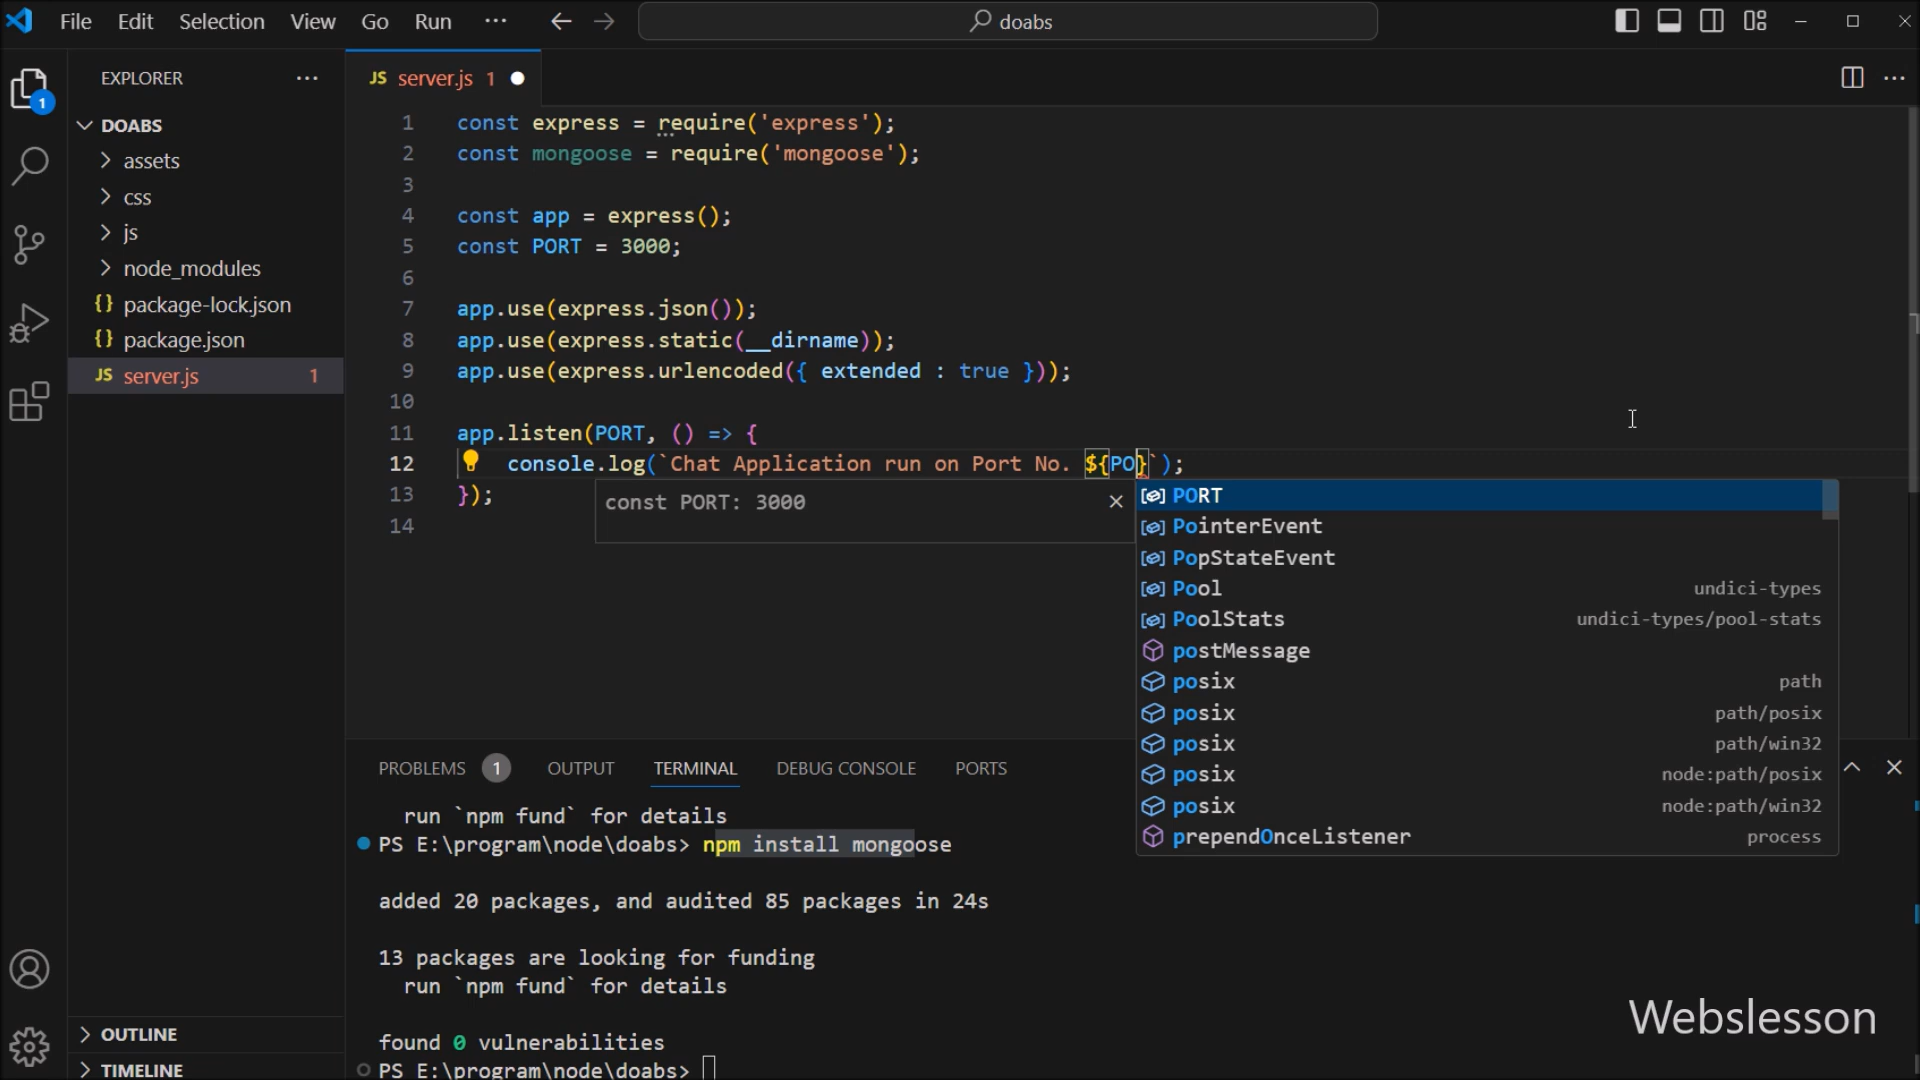 File Edit Selection View Go Run ··· doabs
EXPLORER ···
JS server.js 1
DOABS
assets
css
js
node_modules
{} package-lock.json
{} package.json
JS server.js 1
1
OUTLINE
TIMELINE
1 const express = require('express');
2 const mongoose = require('mongoose');
3
4 const app = express();
5 const PORT = 3000;
6
7 app.use(express.json());
8 app.use(express.static(__dirname));
9 app.use(express.urlencoded({ extended : true }));
10
11 app.listen(PORT, () => {
12 console.log(`Chat Application run on Port No. ${PO}`);
13 });
14
const PORT: 3000
PORT
PointerEvent
PopStateEvent
Pool undici-types
PoolStats undici-types/pool-stats
postMessage
posix path
posix path/posix
posix path/win32
posix node:path/posix
posix node:path/win32
prependOnceListener process
PROBLEMS 1 OUTPUT TERMINAL DEBUG CONSOLE PORTS
run `npm fund` for details
PS E:\program\node\doabs> npm install mongoose
added 20 packages, and audited 85 packages in 24s
13 packages are looking for funding
run `npm fund` for details
found 0 vulnerabilities
PS E:\program\node\doabs>
Webslesson